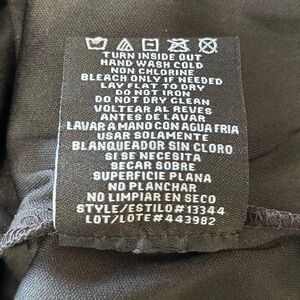 TURN INSIDE OUT
HAND WASH COLD
NON CHLORINE
BLEACH ONLY IF NEEDED
LAY FLAT TO DRY
DO NOT IRON
DO NOT DRY CLEAN
VOLTEAR AL REVES
ANTES DE LAVAR
LAVAR A MANO CON AGUA FRIA
USAR SOLAMENTE
BLANQUEADOR SIN CLORO
SI SE NECESITA
SECAR SOBRE
SUPERFICIE PLANA
NO PLANCHAR
NO LIMPIAR EN SECO
STYLE/ESTILO#13344
LOT/LOTE#443982